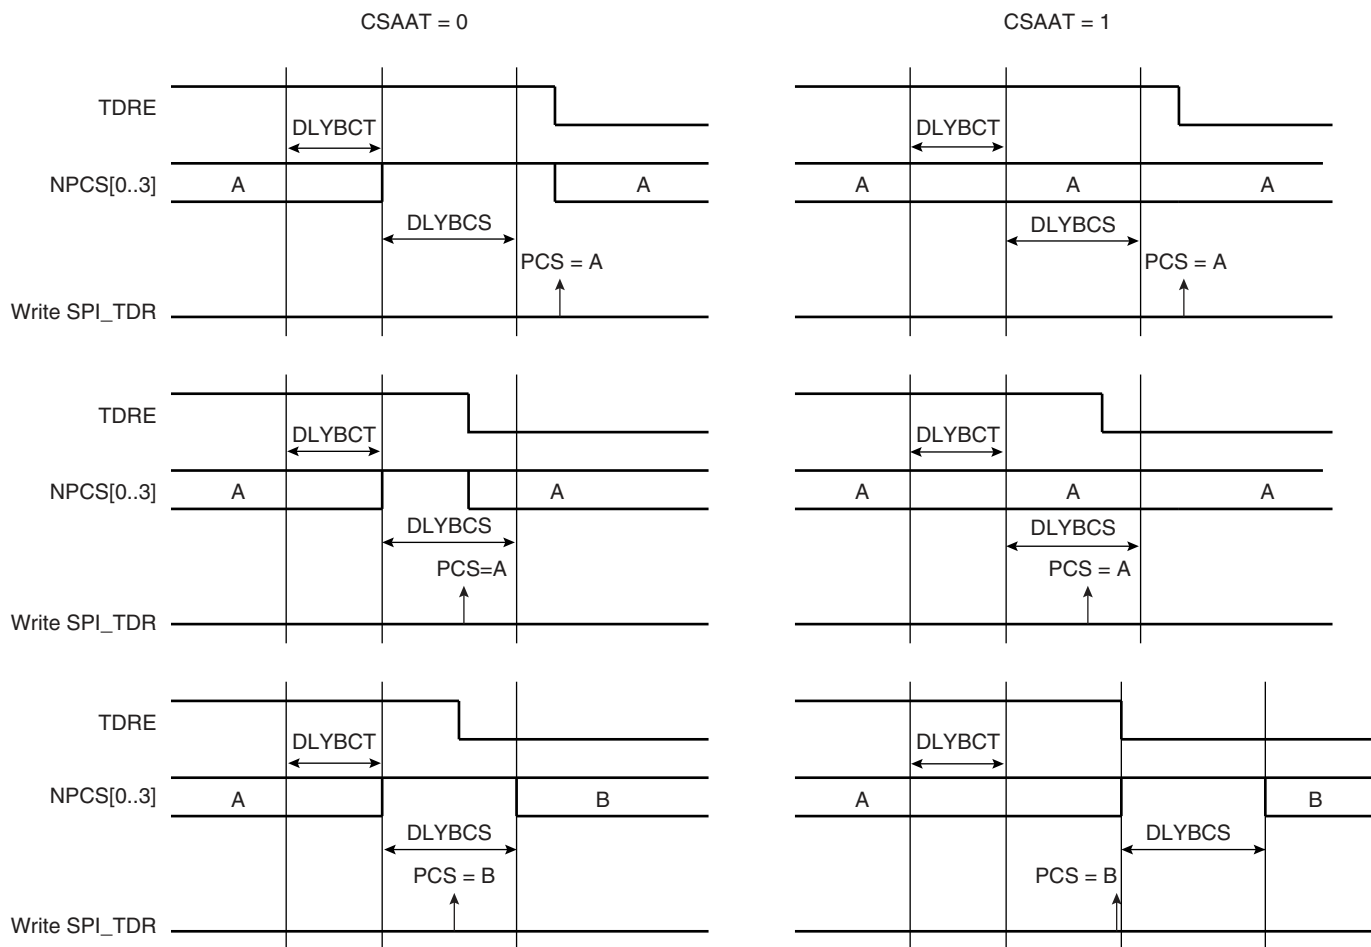 CSAAT = 0
CSAAT = 1
TDRE
DLYBCT
DLYBCT
NPCS[0..3]
A
A
A
A
A
DLYBCS
DLYBCS
PCS = A
PCS = A
Write SPI_TDR
TDRE
DLYBCT
DLYBCT
NPCS[0..3]
A
A
A
A
A
DLYBCS
DLYBCS
PCS=A
PCS = A
Write SPI_TDR
TDRE
DLYBCT
DLYBCT
NPCS[0..3]
A
B
A
B
DLYBCS
DLYBCS
PCS = B
PCS = B
Write SPI_TDR